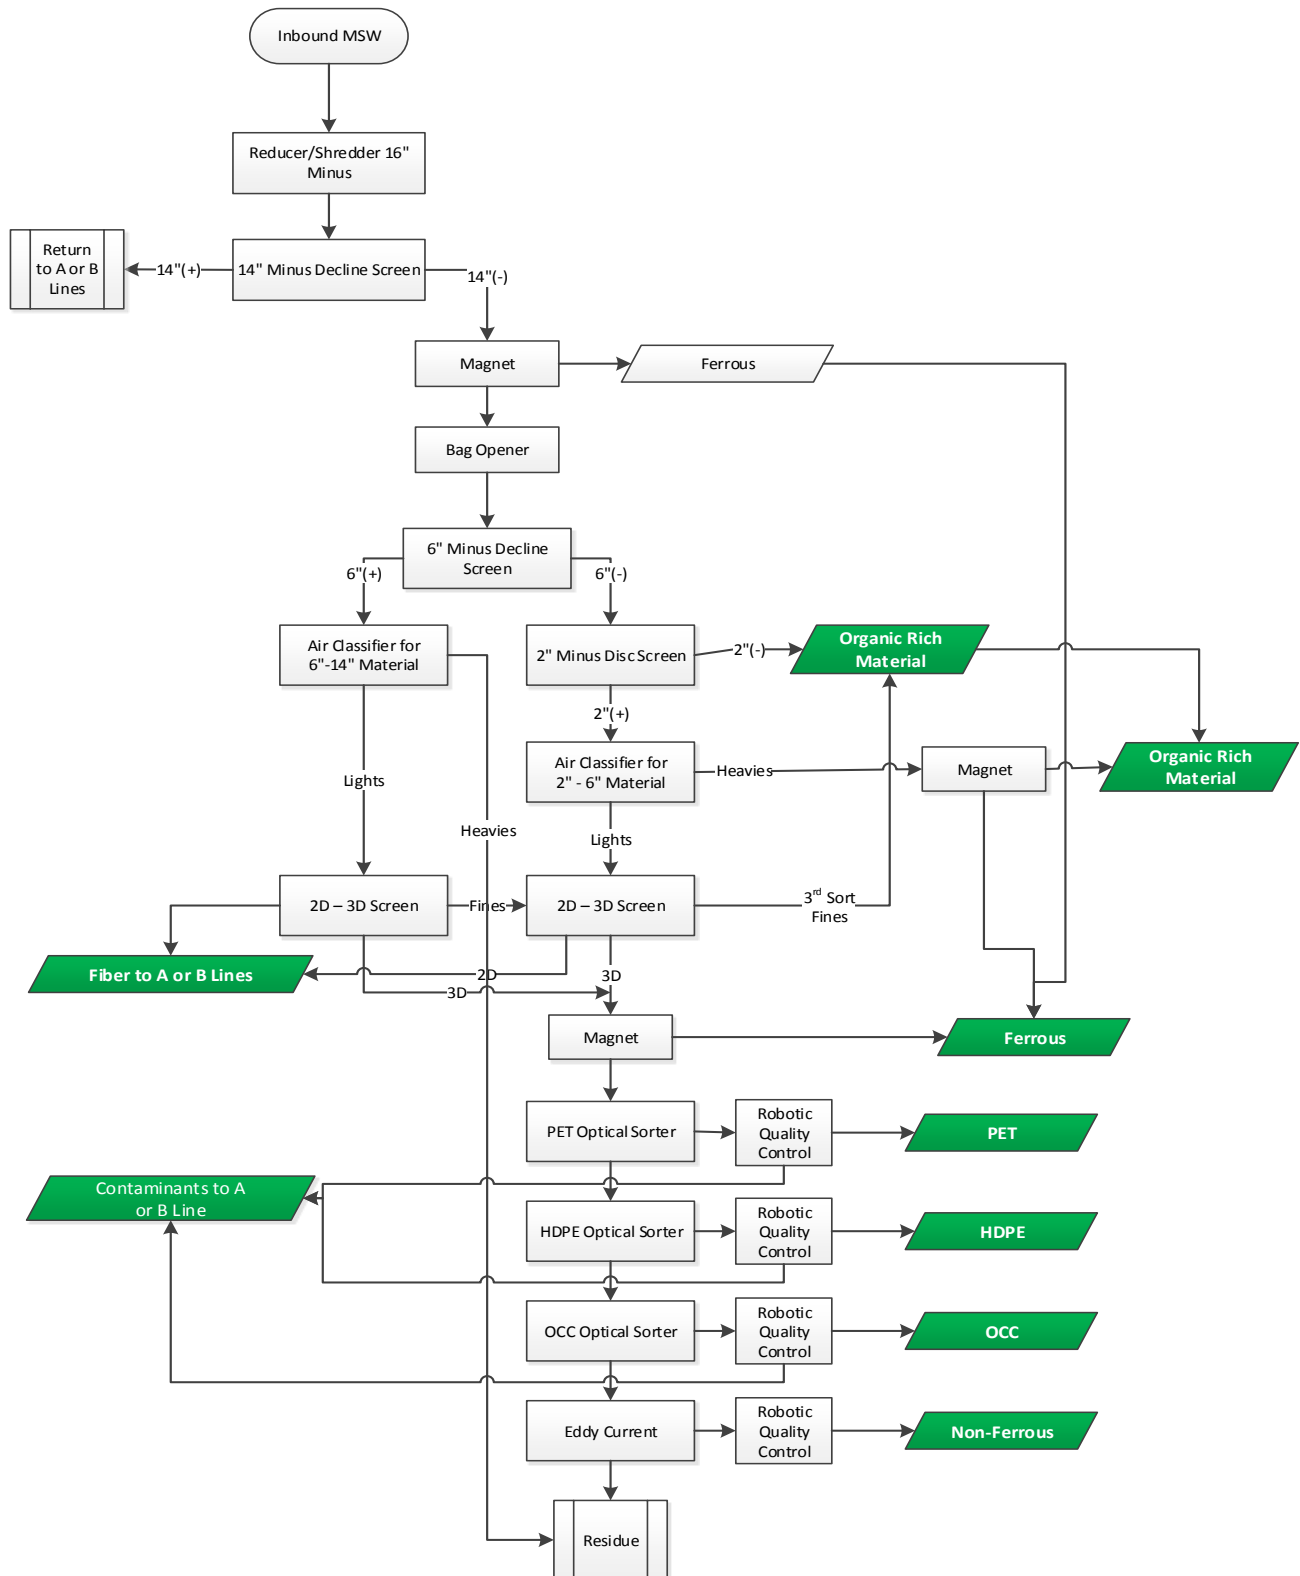 Inbound MSW
Reducer/Shredder 16"
Minus
Return
to A or B
Lines
14"(+)
14" Minus Decline Screen
14"(-)
Magnet
Ferrous
Bag Opener
6" Minus Decline
Screen
6"(+)
6"(-)
Air Classifier for
6"-14" Material
2" Minus Disc Screen
2"(-)
Organic Rich
Material
2"(+)
Lights
Air Classifier for
2" - 6" Material
Heavies
Magnet
Organic Rich
Material
Heavies
Lights
2D – 3D Screen
Fines
2D – 3D Screen
3rd Sort
Fines
Fiber to A or B Lines
2D
3D
3D
Magnet
Ferrous
PET Optical Sorter
Robotic
Quality
Control
PET
Contaminants to A
or B Line
HDPE Optical Sorter
Robotic
Quality
Control
HDPE
OCC Optical Sorter
Robotic
Quality
Control
OCC
Eddy Current
Robotic
Quality
Control
Non-Ferrous
Residue